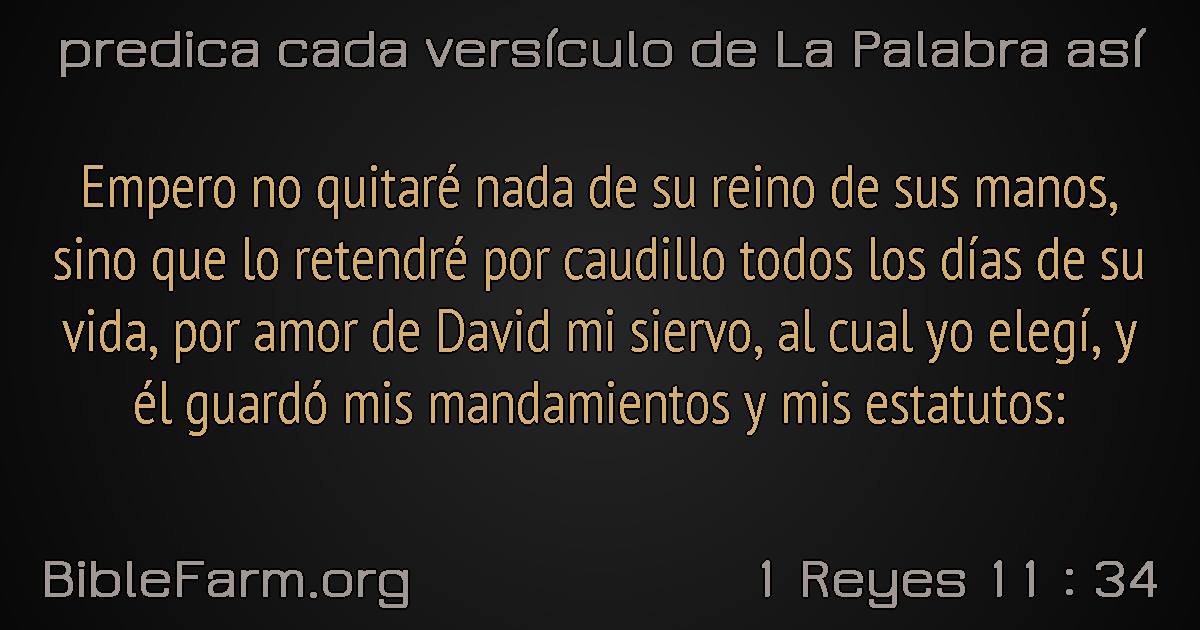 predica cada versículo de La Palabra así
Empero no quitaré nada de su reino de sus manos,
sino que lo retendré por caudillo todos los días de su
vida, por amor de David mi siervo, al cual yo elegí, y
él guardó mis mandamientos y mis estatutos:
BibleFarm.org
1 Reyes 11 : 34